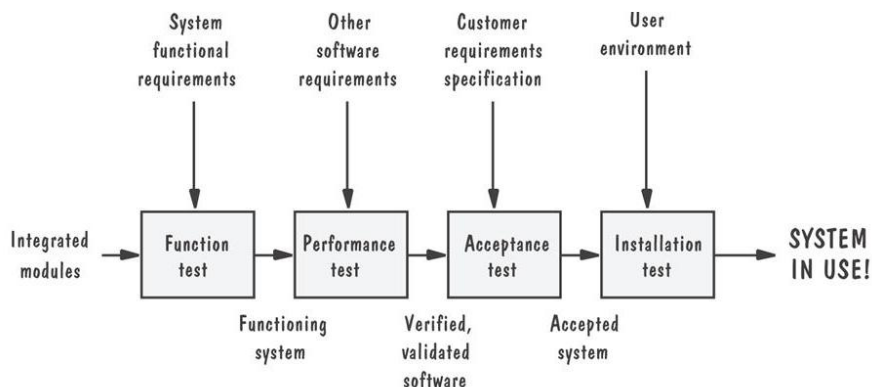 System
functional
requirements
Other
software
requirements
Customer
requirements
specification
User
environment
Integrated
modules
Function
test
Performance
test
Acceptance
test
Installation
test
SYSTEM
IN USE!
Functioning
system
Verified,
validated
software
Accepted
system